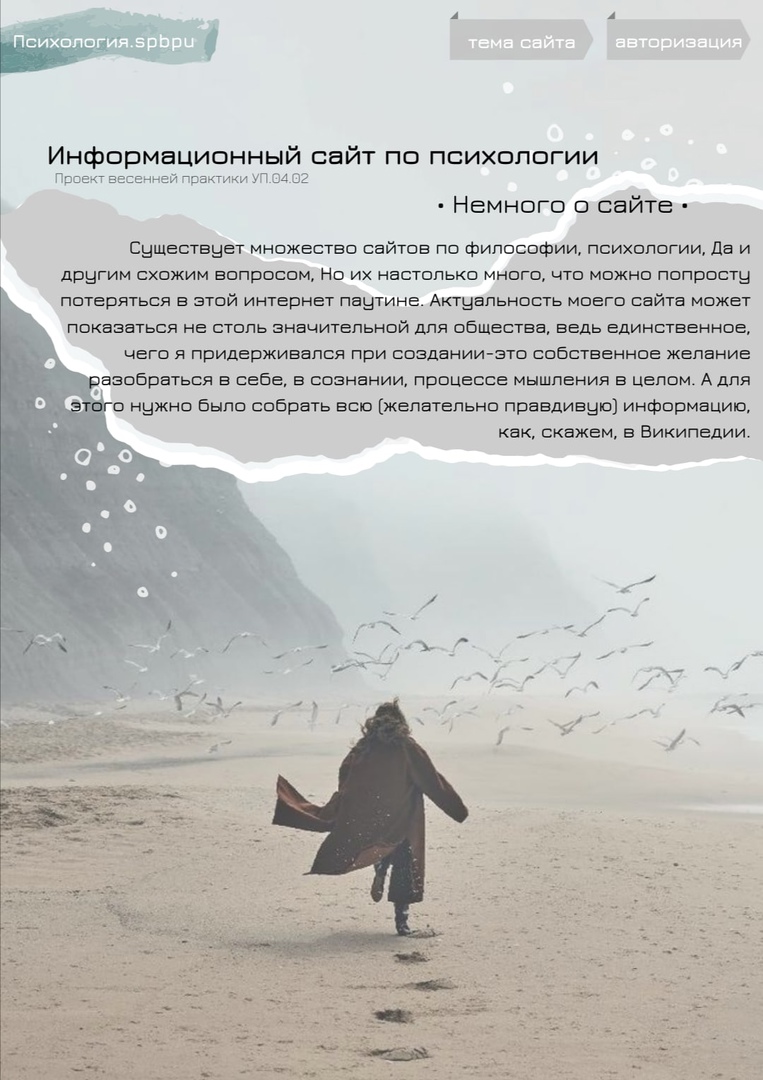 Психология.spbpu
тема сайта
авторизация
Информационный сайт по психологии
Проект весенней практики УП.04.02
• Немного о сайте •
Существует множество сайтов по философии, психологии, Да и
другим схожим вопросом, Но их настолько много, что можно попросту
потеряться в этой интернет паутине. Актуальность моего сайта может
показаться не столь значительной для общества, ведь единственное,
чего я придерживался при создании-это собственное желание
разобраться в себе, в сознании, процессе мышления в целом. А для
этого нужно было собрать всю (желательно правдивую) информацию,
как, скажем, в Википедии.